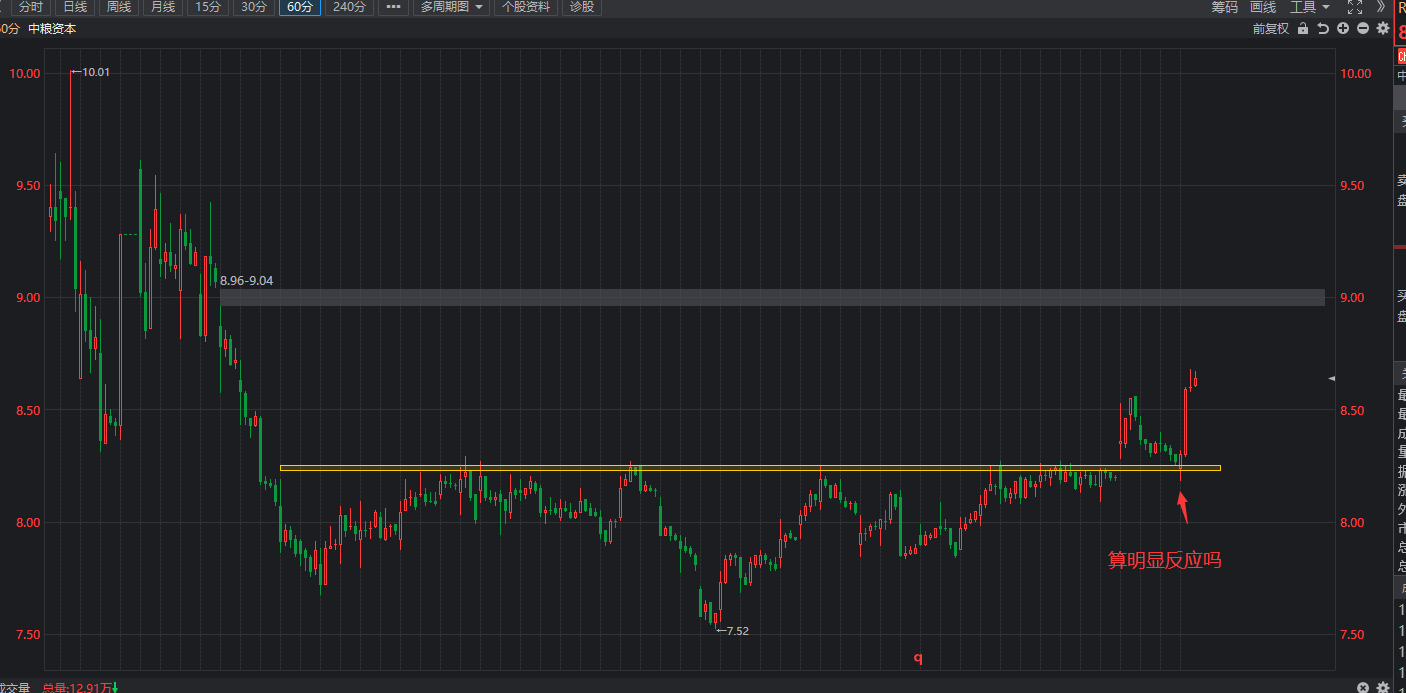 分时 日线 周线 月线 15分 30分 60分 240分 ••• 多周期图 个股资料 诊股 筹码 画线 工具
中粮资本 前复权
10.00 10.01 10.00
9.50 9.50
8.96-9.04
9.00 9.00
8.50 8.50
8.00 8.00
算明显反应吗
7.50 7.52 7.50
q
成交量 总量:12.91万